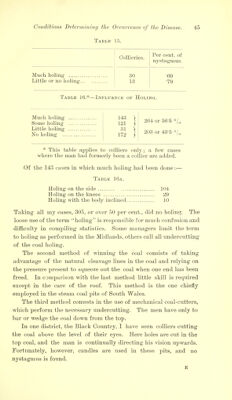 Conditions Determining the Occurrence of the Disease. 45
Table 15.
Collieries. Per cent. of nystagmus.
Much holing 30 69
Little or no holing 13 79
Table 16.*—Influence of Holing.
Much holing 143
Some holing 121 264 or 56·5 %
Little holing 31
No holing 172 203 or 43·5 %
* This table applies to colliers only; a few cases
where the man had formerly been a collier are added.
Of the 143 cases in which much holing had been done:—
Table 16a.
Holing on the side 104
Holing on the knees 29
Holing with the body inclined 10
Taking all my cases, 305, or over 50 per cent., did no holing. The
loose use of the term "holing" is responsible for much confusion and
difficulty in compiling statistics. Some managers limit the term
to holing as performed in the Midlands, others call all undercutting
of the coal holing.
The second method of winning the coal consists of taking
advantage of the natural cleavage lines in the coal and relying on
the pressure present to squeeze out the coal when one end has been
freed. In comparison with the last method little skill is required
except in the care of the roof. This method is the one chiefly
employed in the steam coal pits of South Wales.
The third method consists in the use of mechanical coal-cutters,
which perform the necessary undercutting. The men have only to
bar or wedge the coal down from the top.
In one district, the Black Country, I have seen colliers cutting
the coal above the level of their eyes. Here holes are cut in the
top coal, and the man is continually directing his vision upwards.
Fortunately, however, candles are used in these pits, and no
nystagmus is found.
E